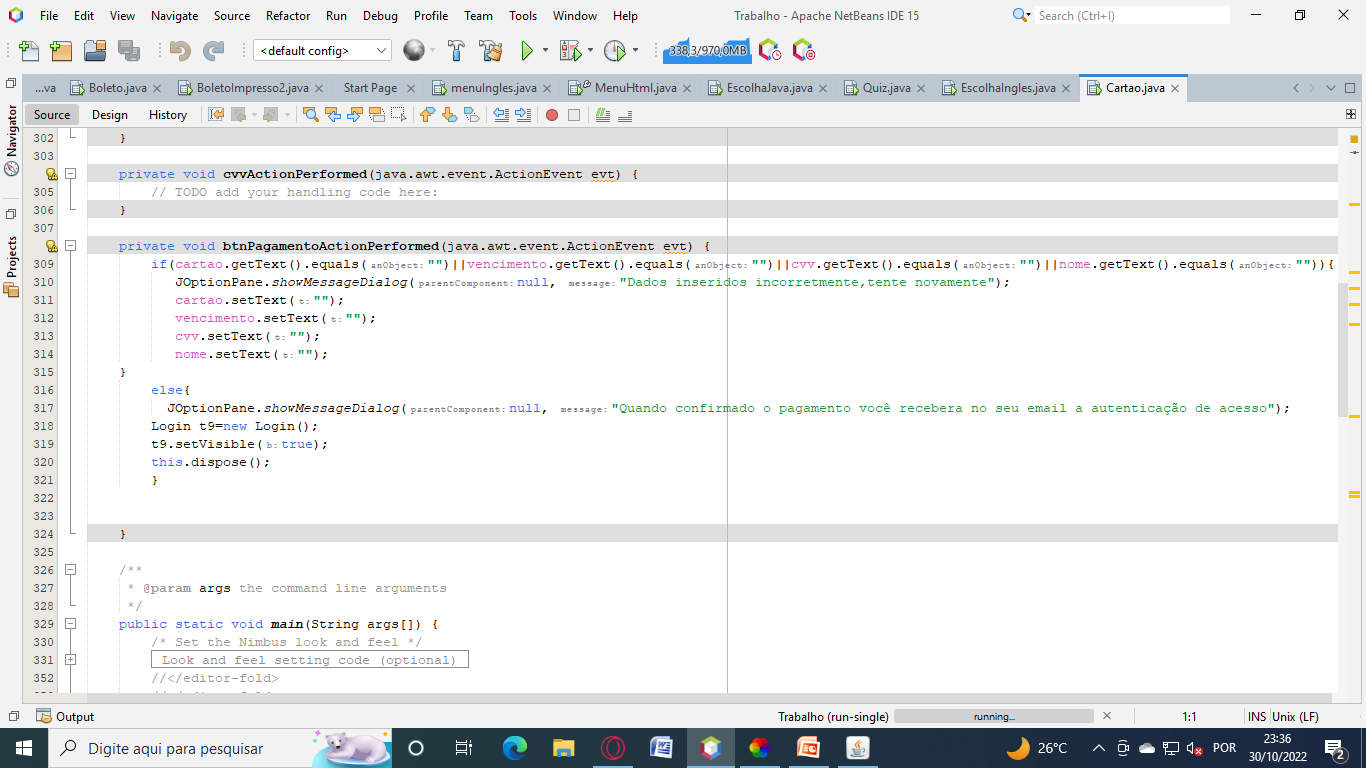 File Edit View Navigate Source Refactor Run Debug Profile Team Tools Window Help Trabalho - Apache NetBeans IDE 15 Search (Ctrl+I)
<default config> 338,3/970,0MB
...va Boleto.java BoletoImpresso2.java Start Page menuIngles.java MenuHtml.java EscolhaJava.java Quiz.java EscolhaIngles.java Cartao.java
Source Design History
Navigator
Projects
302 }
303
private void cvvActionPerformed(java.awt.event.ActionEvent evt) {
305 // TODO add your handling code here:
306 }
307
private void btnPagamentoActionPerformed(java.awt.event.ActionEvent evt) {
309 if(cartao.getText().equals(anObject:"")||vencimento.getText().equals(anObject:"")||cvv.getText().equals(anObject:"")||nome.getText().equals(anObject:"")){
310 JOptionPane.showMessageDialog(parentComponent:null, message:"Dados inseridos incorretmente,tente novamente");
311 cartao.setText(t:"");
312 vencimento.setText(t:"");
313 cvv.setText(t:"");
314 nome.setText(t:"");
315 }
316 else{
317 JOptionPane.showMessageDialog(parentComponent:null, message:"Quando confirmado o pagamento você recebera no seu email a autenticação de acesso");
318 Login t9=new Login();
319 t9.setVisible(b:true);
320 this.dispose();
321 }
322
323
324 }
325
326 /**
327 * @param args the command line arguments
328 */
329 public static void main(String args[]) {
330 /* Set the Nimbus look and feel */
331 Look and feel setting code (optional)
352 //</editor-fold>
Output Trabalho (run-single) running... 1:1 INS Unix (LF)
Digite aqui para pesquisar 26°C POR 23:36
30/10/2022 2